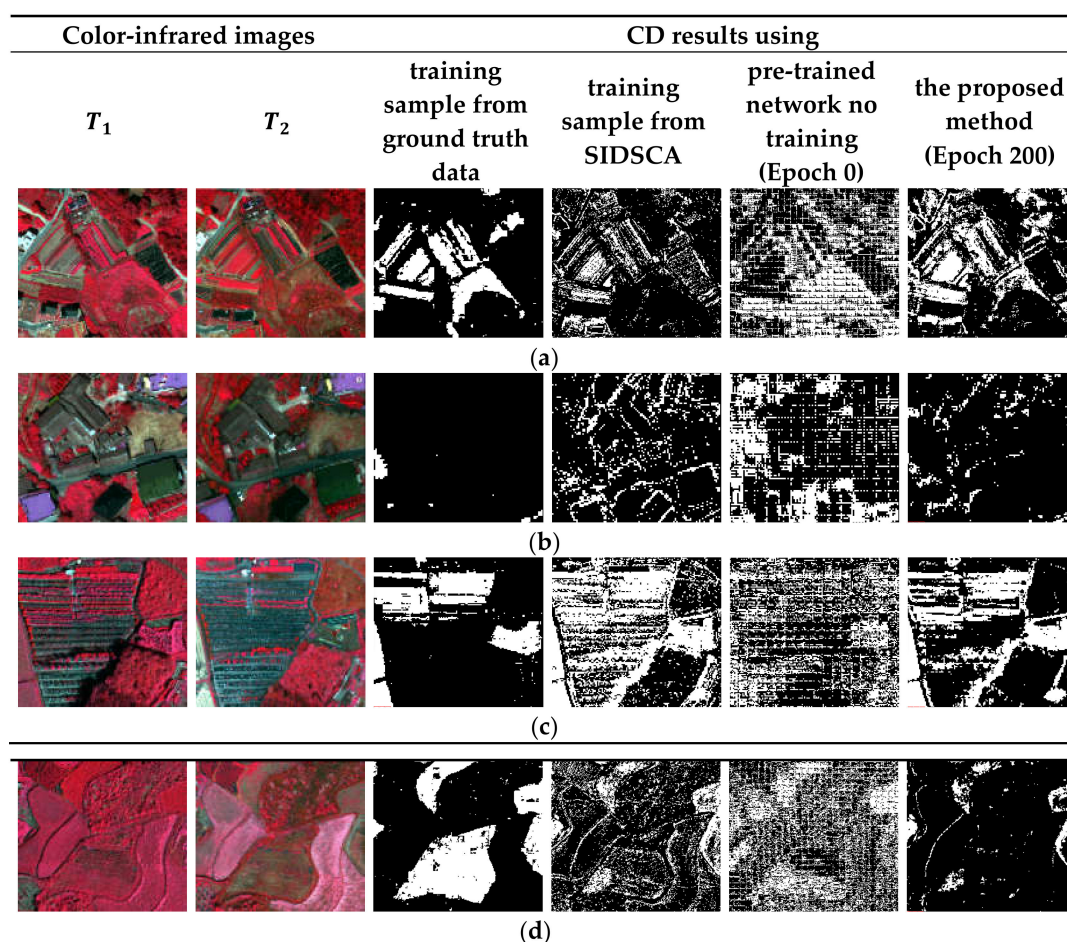 Color-infrared images
CD results using
T₁
T₂
training
sample from
ground truth
data
training
sample from
SIDSCA
pre-trained
network no
training
(Epoch 0)
the proposed
method
(Epoch 200)
(a)
(b)
(c)
(d)